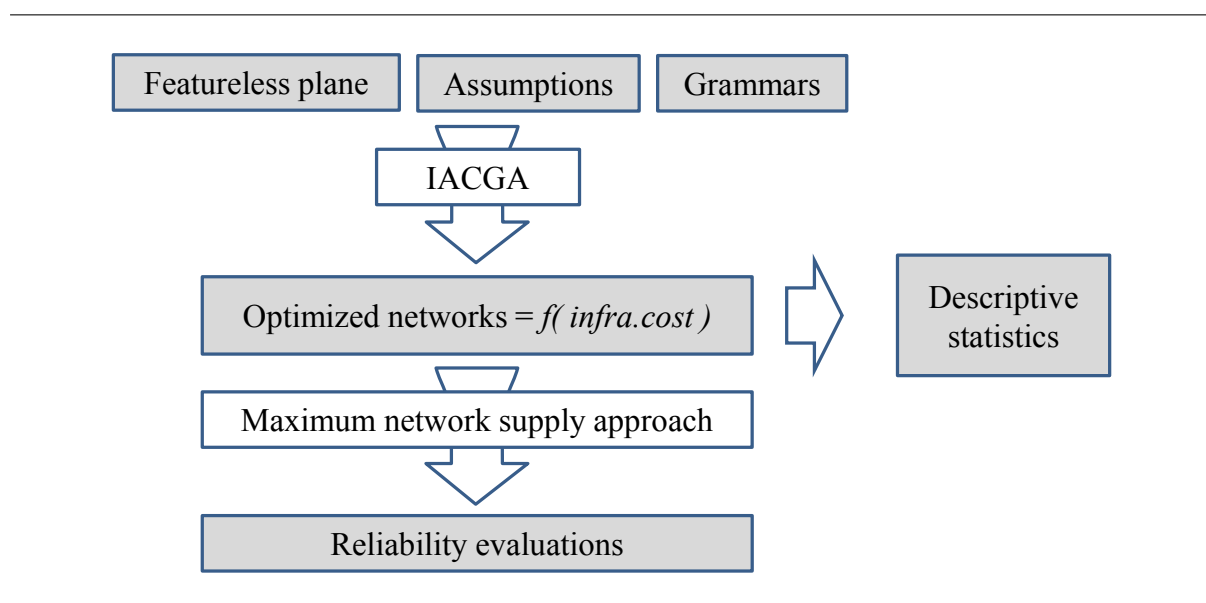 Featureless plane
Assumptions
Grammars
IACGA
Optimized networks = f( infra.cost )
Descriptive
statistics
Maximum network supply approach
Reliability evaluations